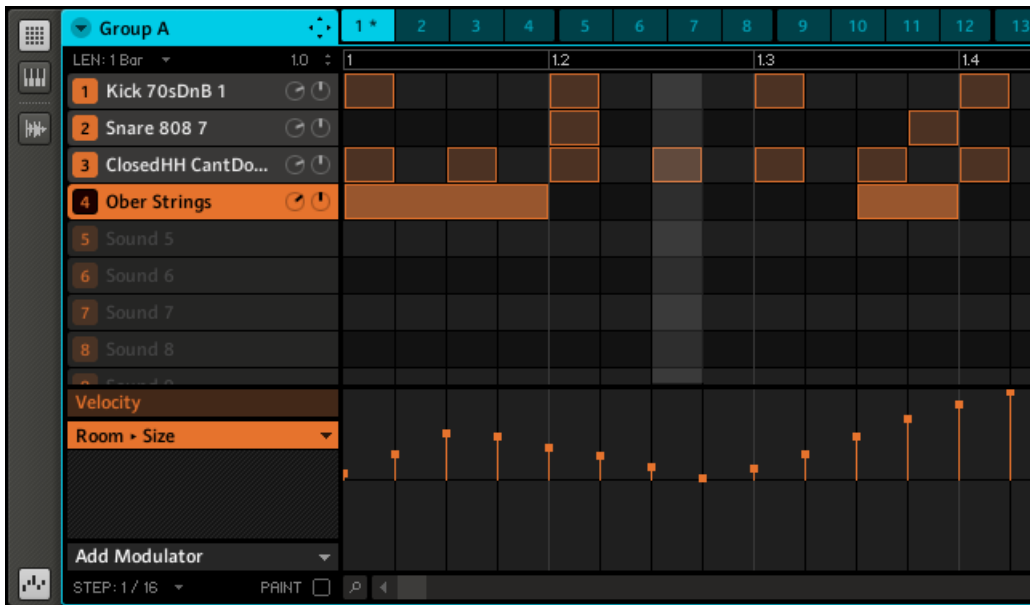 Group A
1 * 2 3 4 5 6 7 8 9 10 11 12 13
LEN: 1 Bar 1.0 1 1.2 1.3 1.4
1 Kick 70sDnB 1
2 Snare 808 7
3 ClosedHH CantDo...
4 Ober Strings
5 Sound 5
6 Sound 6
7 Sound 7
8 Sound 8
Velocity
Room ▸ Size
Add Modulator
STEP: 1 / 16 PAINT